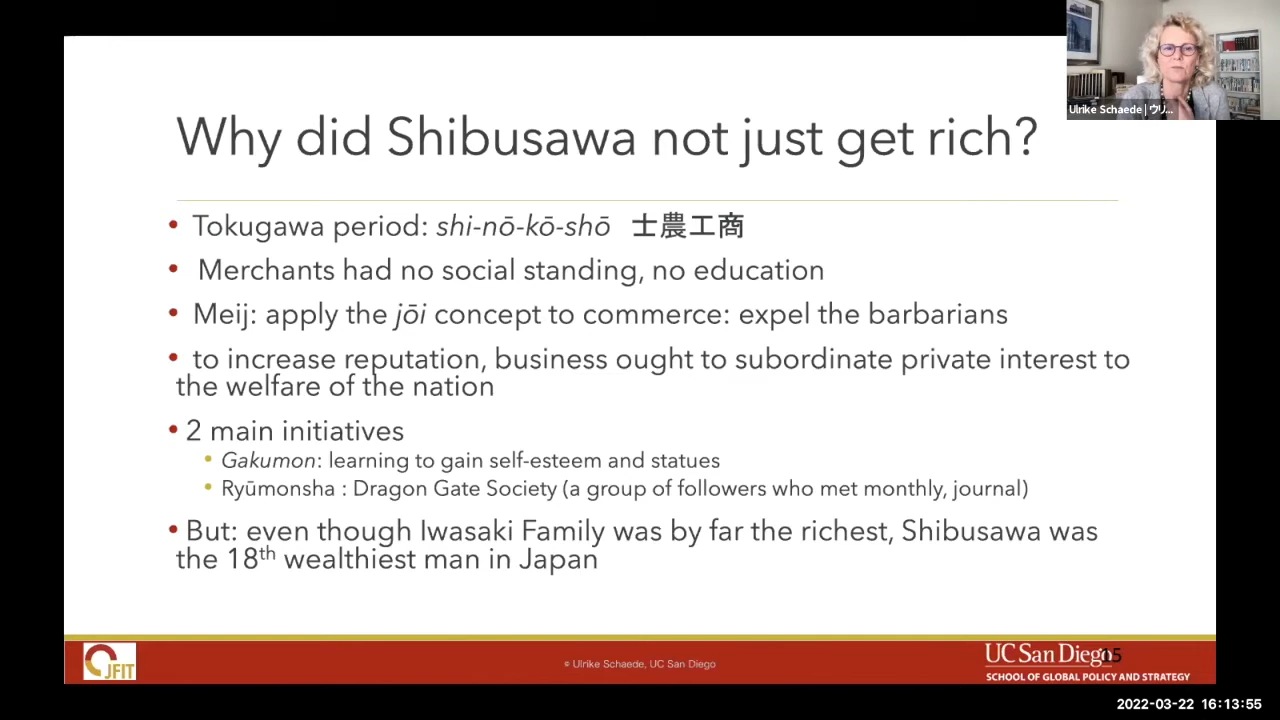 Ulrike Schaede | ウリ...
Why did Shibusawa not just get rich?
• Tokugawa period: shi-nō-kō-shō 士農工商
• Merchants had no social standing, no education
• Meij: apply the jōi concept to commerce: expel the barbarians
• to increase reputation, business ought to subordinate private interest to
the welfare of the nation
• 2 main initiatives
• Gakumon: learning to gain self-esteem and statues
• Ryūmonsha : Dragon Gate Society (a group of followers who met monthly, journal)
• But: even though Iwasaki Family was by far the richest, Shibusawa was
the 18th wealthiest man in Japan
JFIT
© Ulrike Schaede, UC San Diego
UC San Diego
15
SCHOOL OF GLOBAL POLICY AND STRATEGY
2022-03-22 16:13:55